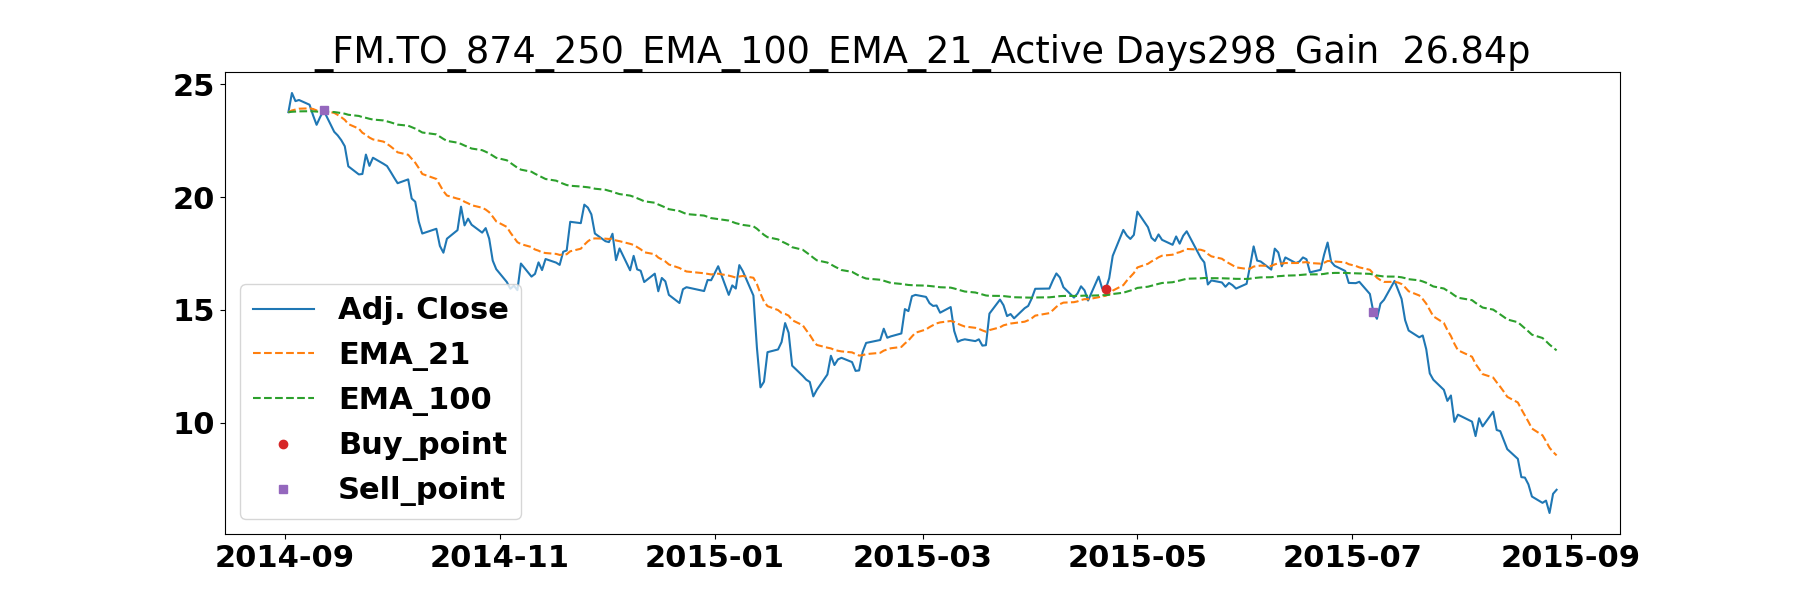 _FM.TO_874_250_EMA_100_EMA_21_Active Days298_Gain  26.84p
25
20
15
10
Adj. Close
EMA_21
EMA_100
Buy_point
Sell_point
2014-09 2014-11 2015-01 2015-03 2015-05 2015-07 2015-09